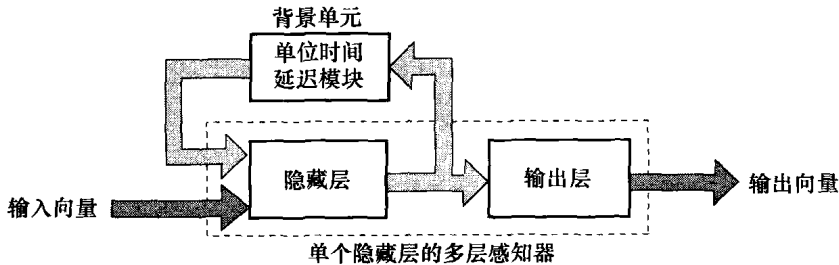 背景单元
单位时间
延迟模块
隐藏层
输出层
输入向量
输出向量
单个隐藏层的多层感知器